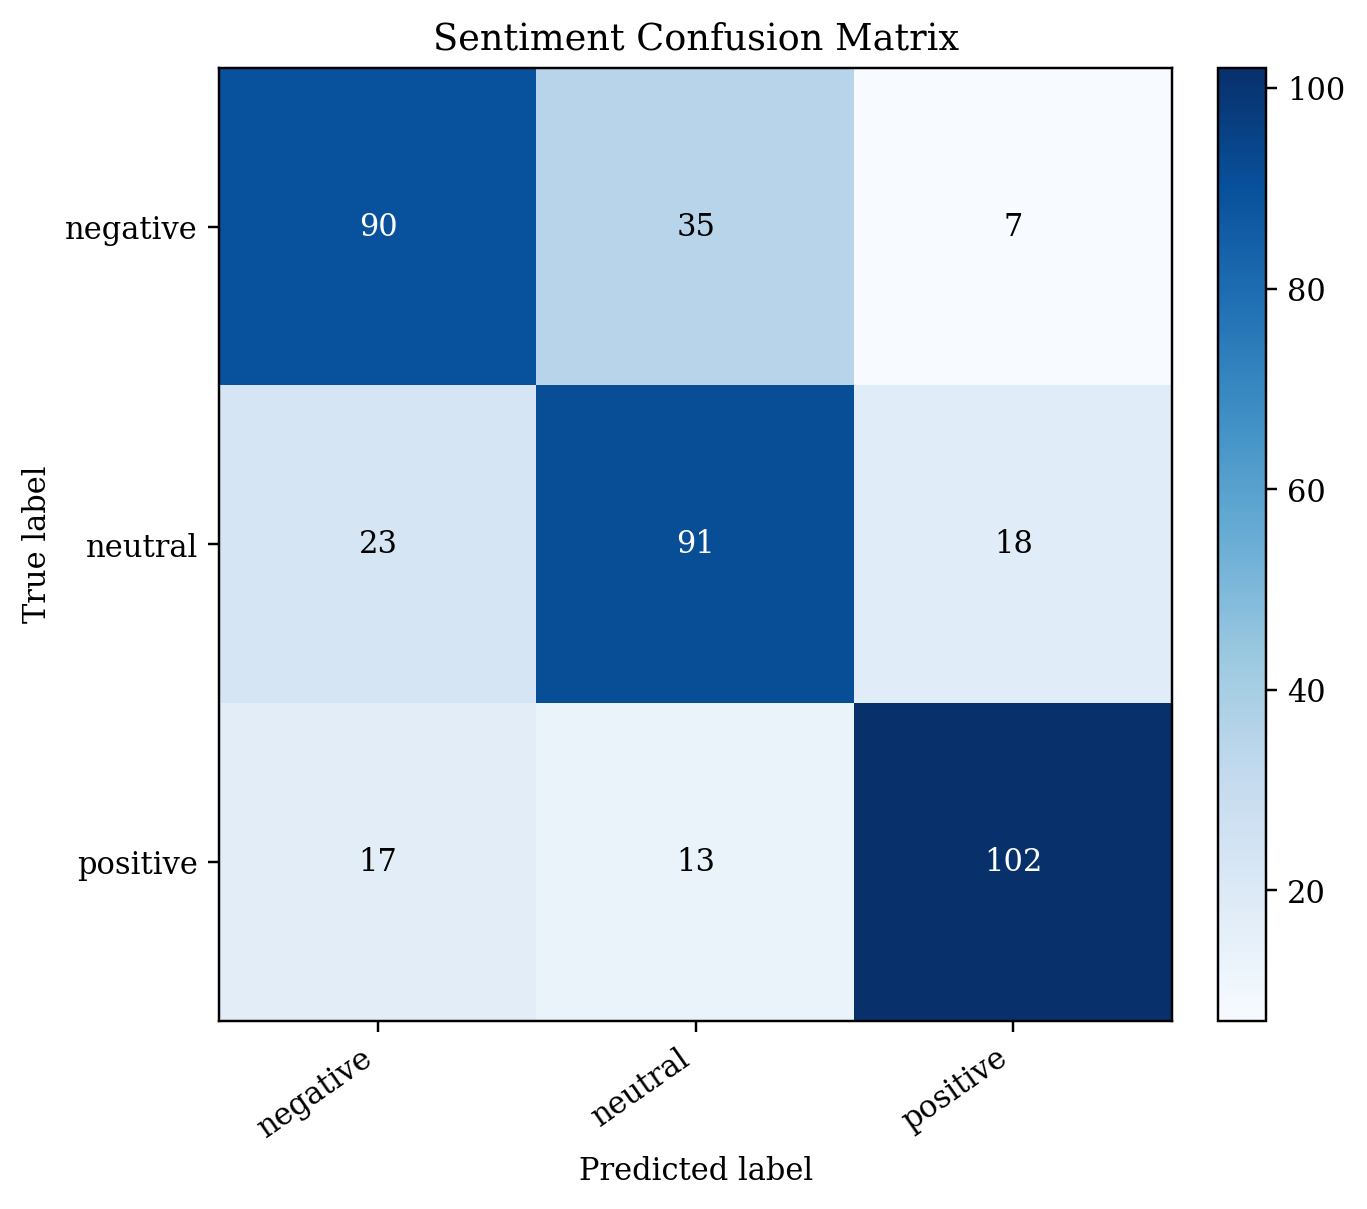 Sentiment Confusion Matrix
negative
90
35
7
neutral
23
91
18
positive
17
13
102
True label
negative
neutral
positive
Predicted label
100
80
60
40
20